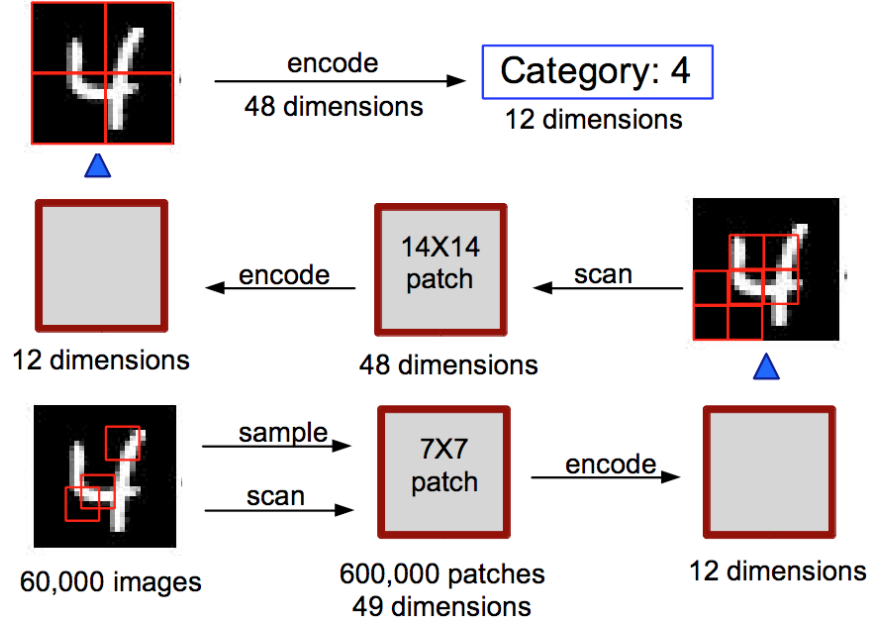 encode
48 dimensions
Category: 4
12 dimensions
14X14
patch
encode
scan
12 dimensions
48 dimensions
sample
scan
7X7
patch
encode
60,000 images
600,000 patches
49 dimensions
12 dimensions